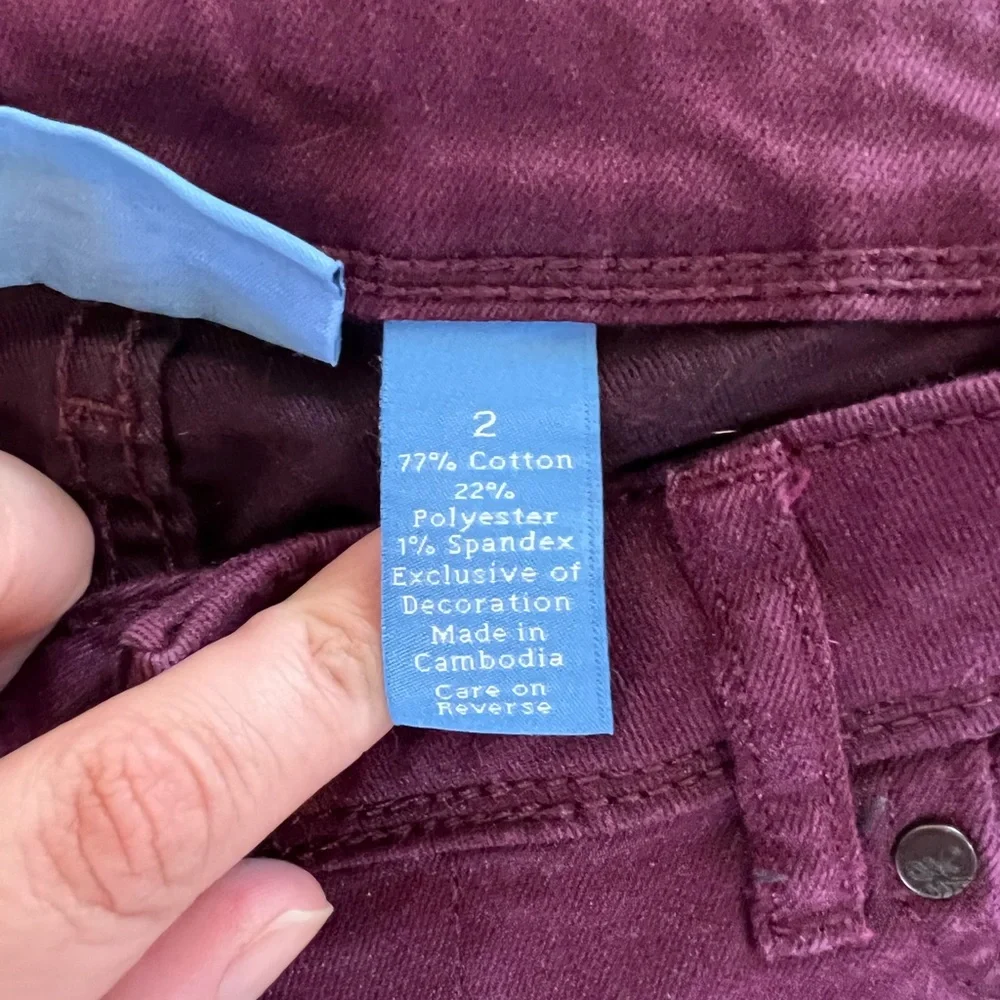 2
77% Cotton
22%
Polyester
1% Spandex
Exclusive of
Decoration
Made in
Cambodia
Care on
Reverse